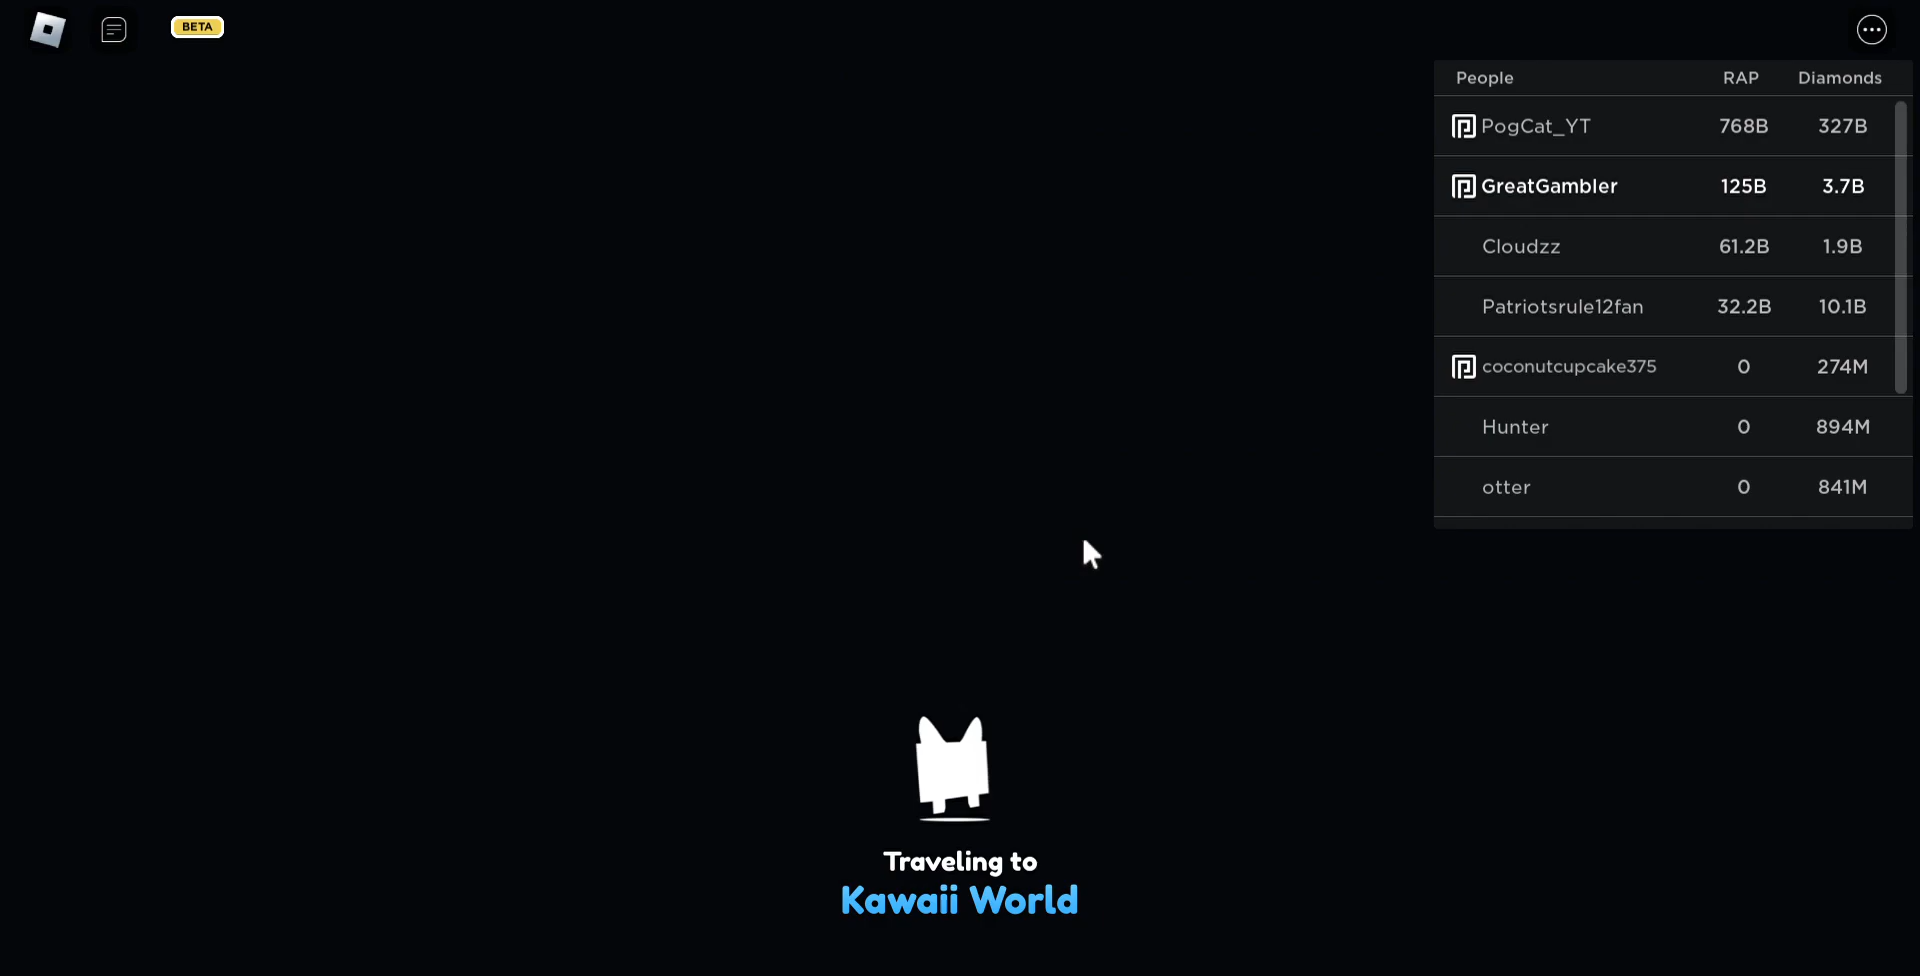 BETA
People RAP Diamonds
PogCat_YT 768B 327B
GreatGambler 125B 3.7B
Cloudzz 61.2B 1.9B
Patriotsrule12fan 32.2B 10.1B
coconutcupcake375 0 274M
Hunter 0 894M
otter 0 841M
Traveling to
Kawaii World